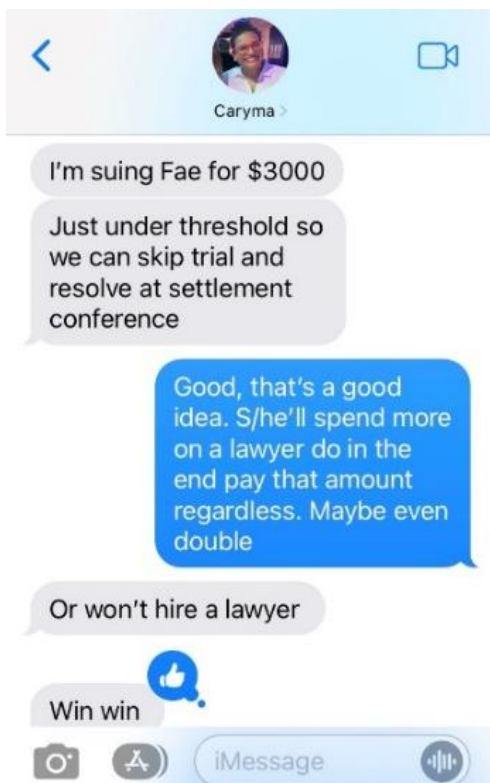 Caryma
I'm suing Fae for $3000
Just under threshold so
we can skip trial and
resolve at settlement
conference
Good, that's a good
idea. S/he'll spend more
on a lawyer do in the
end pay that amount
regardless. Maybe even
double
Or won't hire a lawyer
Win win
iMessage